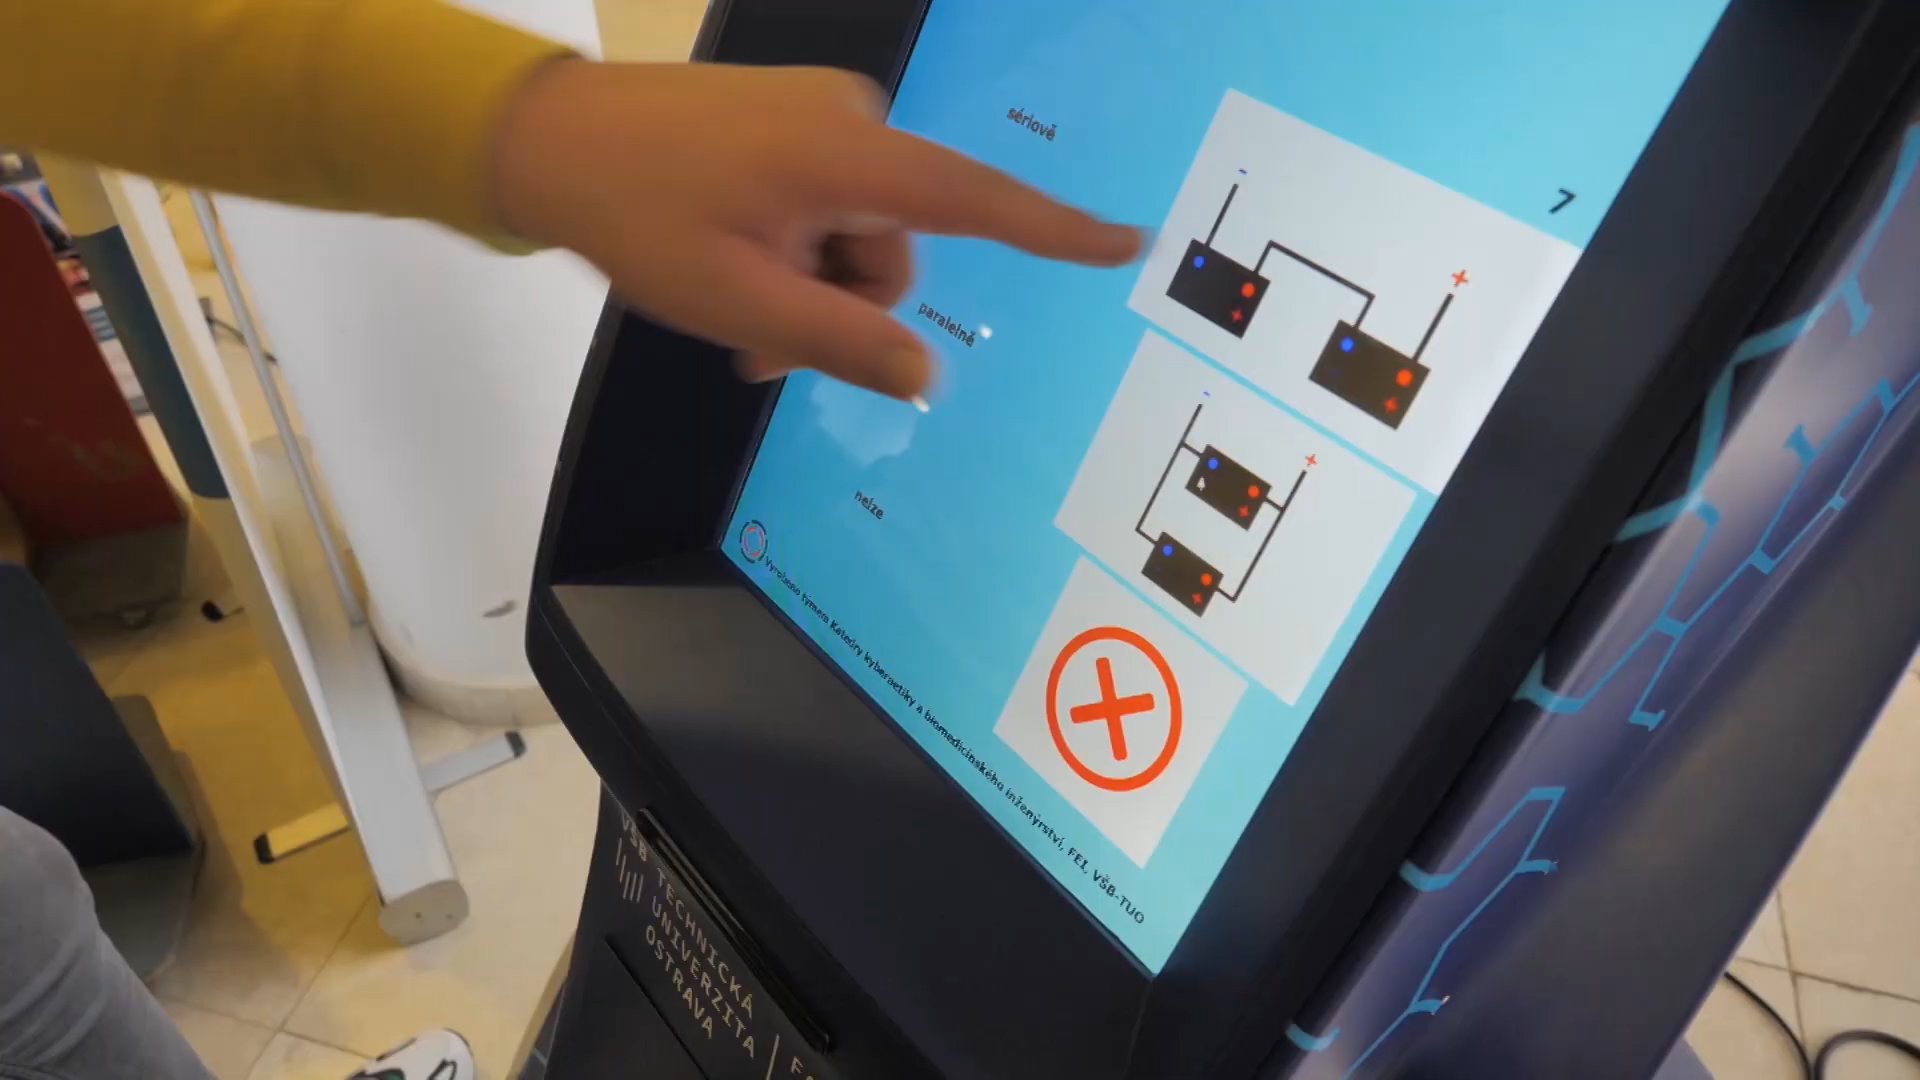 7
sériově
paralelně
nelze
Vyrobeno týmem Katedry kybernetiky a biomedicínského inženýrství, FEI, VŠB-TUO
VŠB TECHNICKÁ
UNIVERZITA
OSTRAVA